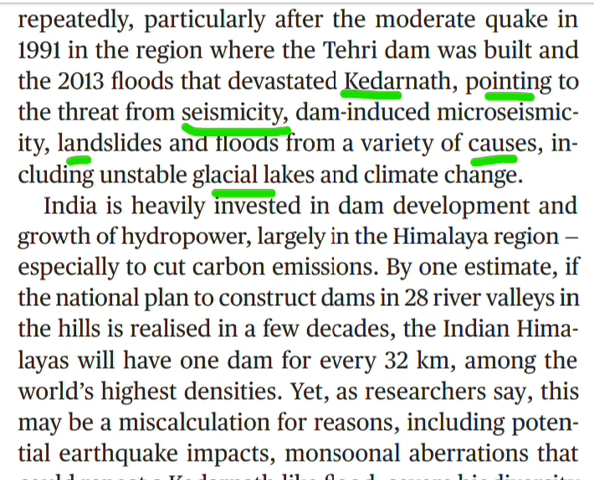 repeatedly, particularly after the moderate quake in
1991 in the region where the Tehri dam was built and
the 2013 floods that devastated Kedarnath, pointing to
the threat from seismicity, dam-induced microseismic-
ity, landslides and floods from a variety of causes, in-
cluding unstable glacial lakes and climate change.
India is heavily invested in dam development and
growth of hydropower, largely in the Himalaya region –
especially to cut carbon emissions. By one estimate, if
the national plan to construct dams in 28 river valleys in
the hills is realised in a few decades, the Indian Hima-
layas will have one dam for every 32 km, among the
world's highest densities. Yet, as researchers say, this
may be a miscalculation for reasons, including poten-
tial earthquake impacts, monsoonal aberrations that